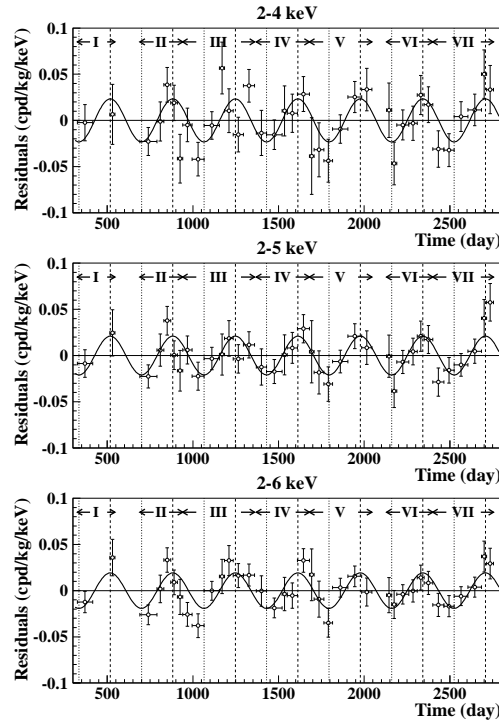 2-4 keV
Residuals (cpd/kg/keV)
0.1
0.05
0
-0.05
-0.1
I II III IV V VI VII
500 1000 1500 2000 2500
Time (day)
2-5 keV
Residuals (cpd/kg/keV)
0.1
0.05
0
-0.05
-0.1
I II III IV V VI VII
500 1000 1500 2000 2500
Time (day)
2-6 keV
Residuals (cpd/kg/keV)
0.1
0.05
0
-0.05
-0.1
I II III IV V VI VII
500 1000 1500 2000 2500
Time (day)